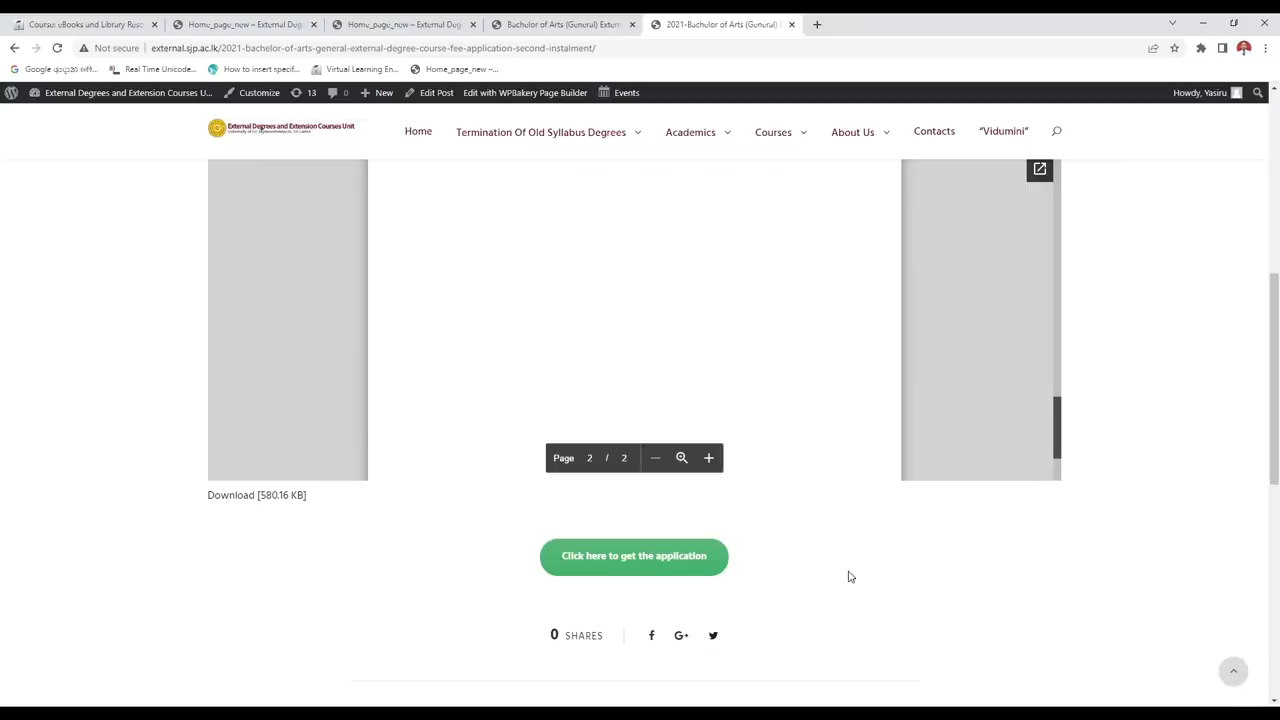 Course: eBooks and Library Reso
Home_page_new – External Deg
Home_page_new – External Deg
Bachelor of Arts (General) Extern
2021-Bachelor of Arts (General)
Not secure
external.sjp.ac.lk/2021-bachelor-of-arts-general-external-degree-course-fee-application-second-instalment/
Real Time Unicode...
How to insert specif...
Virtual Learning En...
Home_page_new –...
External Degrees and Extension Courses U...
Customize
13
0
New
Edit Post
Edit with WPBakery Page Builder
Events
Howdy, Yasiru
External Degrees and Extension Courses Unit
Home
Termination Of Old Syllabus Degrees
Academics
Courses
About Us
Contacts
"Vidumini"
Page 2 / 2
Download [580.16 KB]
Click here to get the application
0 SHARES